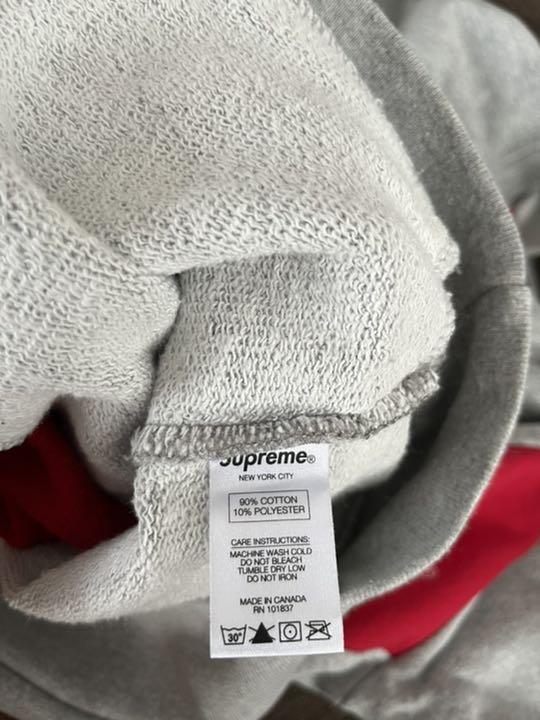 Supreme®
NEW YORK CITY
90% COTTON
10% POLYESTER
CARE INSTRUCTIONS:
MACHINE WASH COLD
DO NOT BLEACH
TUMBLE DRY LOW
DO NOT IRON
MADE IN CANADA
RN 101837
30°